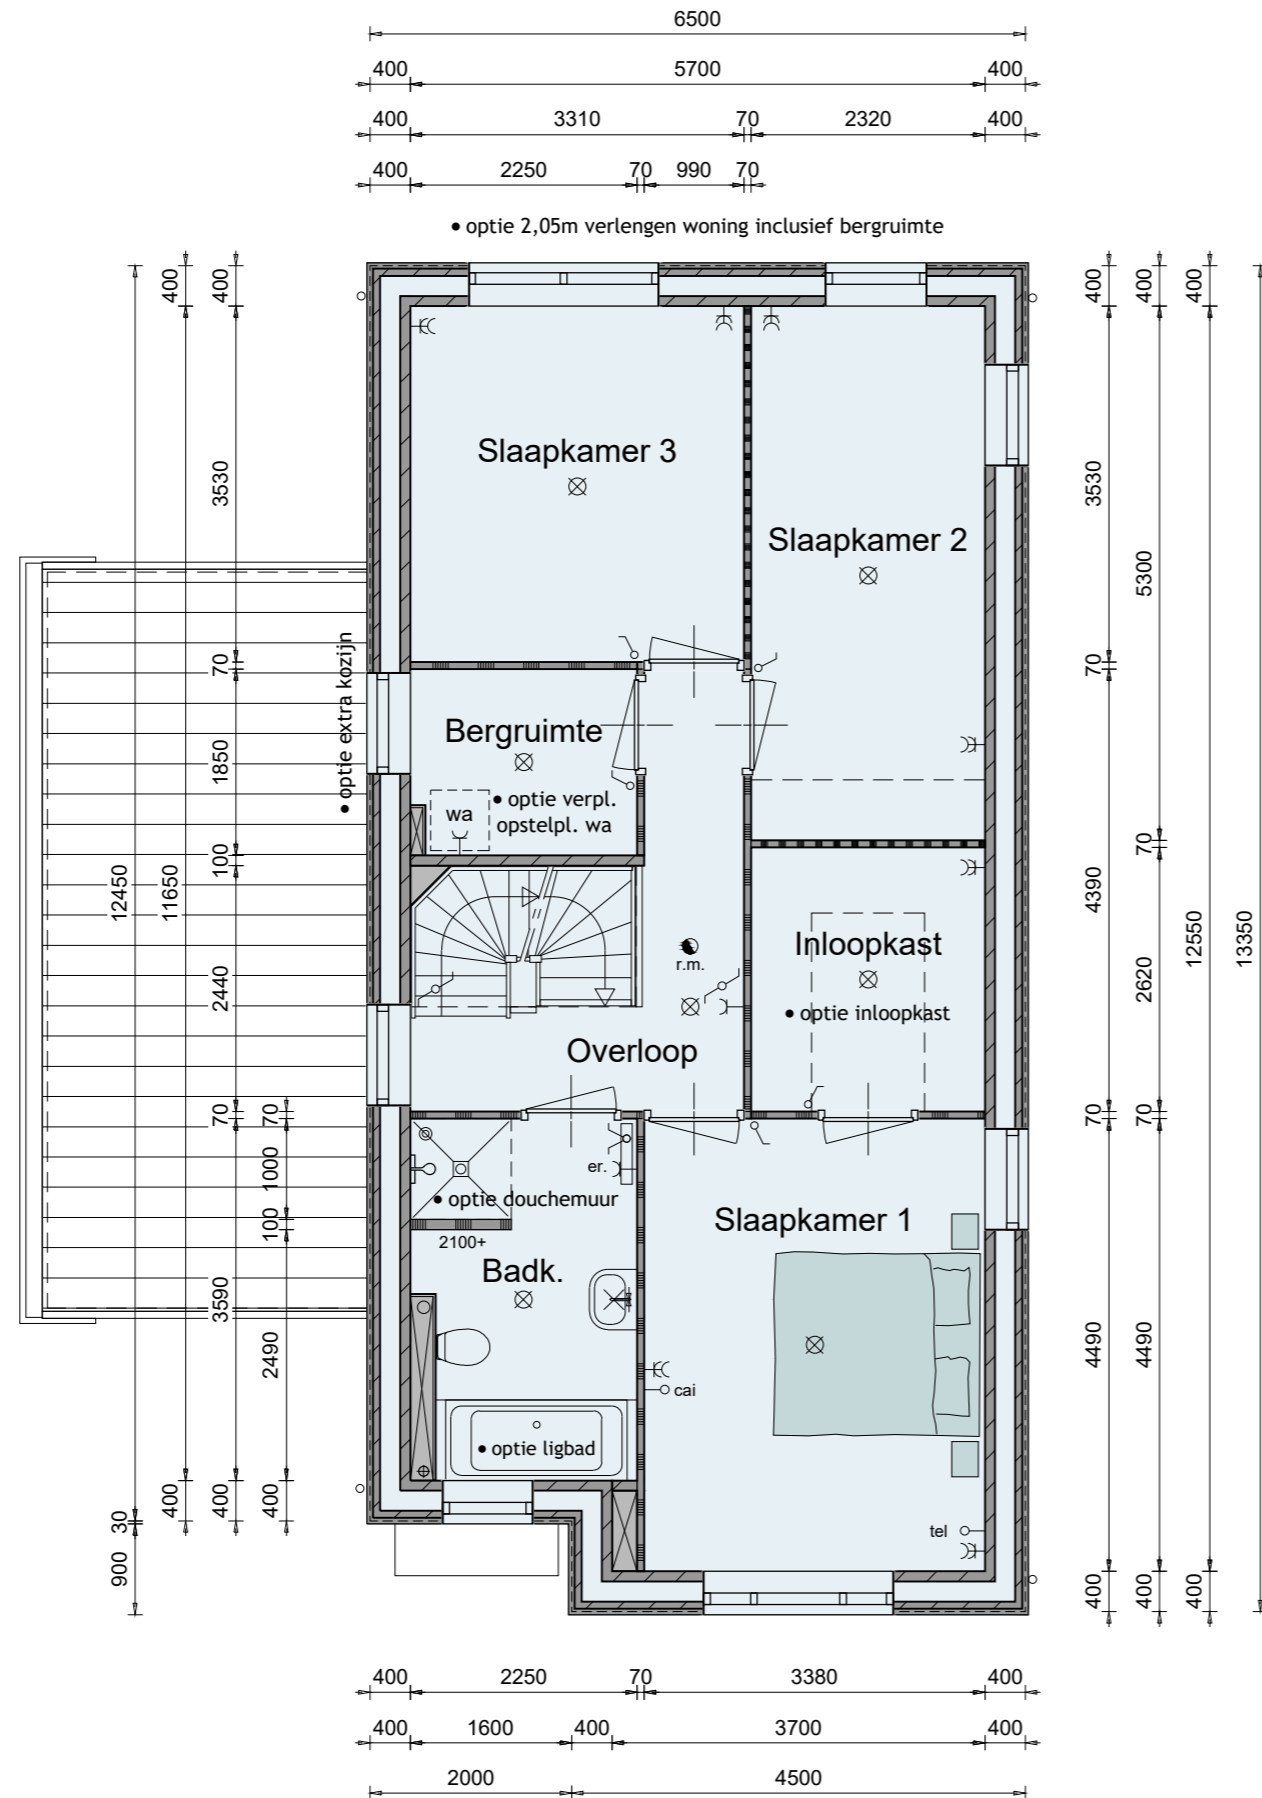 6500
400 5700 400
400 3310 70 2320 400
400 2250 70 990 70
• optie 2,05m verlengen woning inclusief bergruimte
400
400
400
400
400
Slaapkamer 3
3530
3530
Slaapkamer 2
5300
• optie extra kozijn
70
70
Bergruimte
1850
• optie verpl.
wa
opstelpl. wa
100
70
12450
11650
4390
12550
13350
Inloopkast
r.m.
2440
2620
• optie inloopkast
Overloop
70
70
70
70
1000
er.
• optie douchemuur
100
Slaapkamer 1
2100+
Badk.
3590
2490
4490
4490
cai
• optie ligbad
400
400
400
30
tel
900
400
400
400
400 2250 70 3380 400
400 1600 400 3700 400
2000 4500